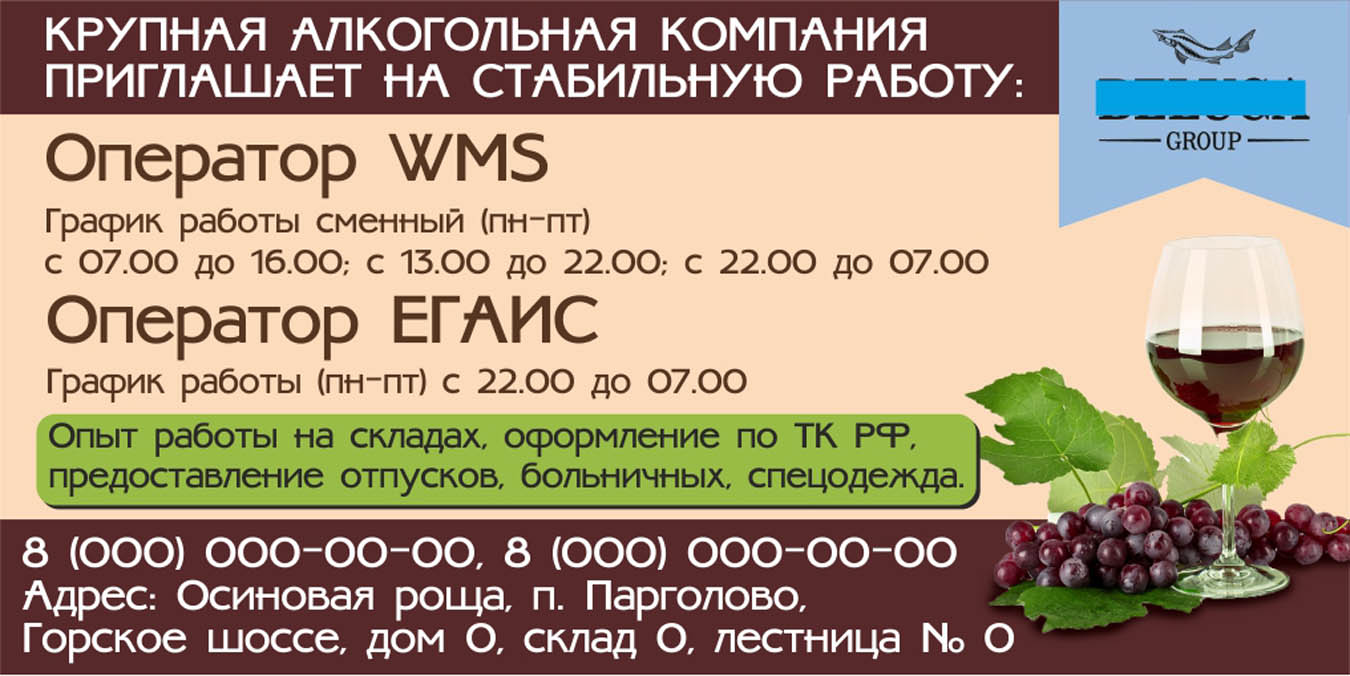 КРУПНАЯ АЛКОГОЛЬНАЯ КОМПАНИЯ
ПРИГЛАШАЕТ НА СТАБИЛЬНУЮ РАБОТУ:
GROUP
Оператор WMS
График работы сменный (пн-пт)
с 07.00 до 16.00; с 13.00 до 22.00; с 22.00 до 07.00
Оператор ЕГАИС
График работы (пн-пт) с 22.00 до 07.00
Опыт работы на складах, оформление по ТК РФ,
предоставление отпусков, больничных, спецодежда.
8 (000) 000-00-00, 8 (000) 000-00-00
Адрес: Осиновая роща, п. Парголово,
Горское шоссе, дом 0, склад 0, лестница № 0